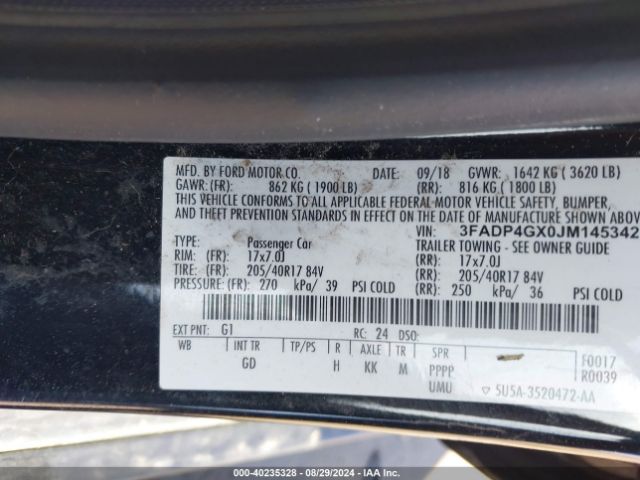 MFD. BY FORD MOTOR CO. DATE: 09/18 GVWR: 1642 KG ( 3620 LB)
GAWR: (FR): 862 KG ( 1900 LB) (RR): 816 KG ( 1800 LB)
THIS VEHICLE CONFORMS TO ALL APPLICABLE FEDERAL MOTOR VEHICLE SAFETY, BUMPER,
AND THEFT PREVENTION STANDARDS IN EFFECT ON THE DATE OF MANUFACTURE SHOWN ABOV
VIN: 3FADP4GX0JM145342
TYPE: Passenger Car TRAILER TOWING - SEE OWNER GUIDE
RIM: (FR) 17x7.0J (RR) 17x7.0J
TIRE: (FR) 205/40R17 84V (RR) 205/40R17 84V
PRESSURE: (FR) 270 kPa/ 39 PSI COLD (RR) 250 kPa/ 36 PSI COLD
EXT PNT: G1 RC: 24 DSO:
WB INT TR TP/PS R AXLE TR SPR F0017
GD H KK M PPPP R0039
UMU ▽ 5U5A-3520472-AA
000-40235328 - 08/29/2024 - IAA Inc.